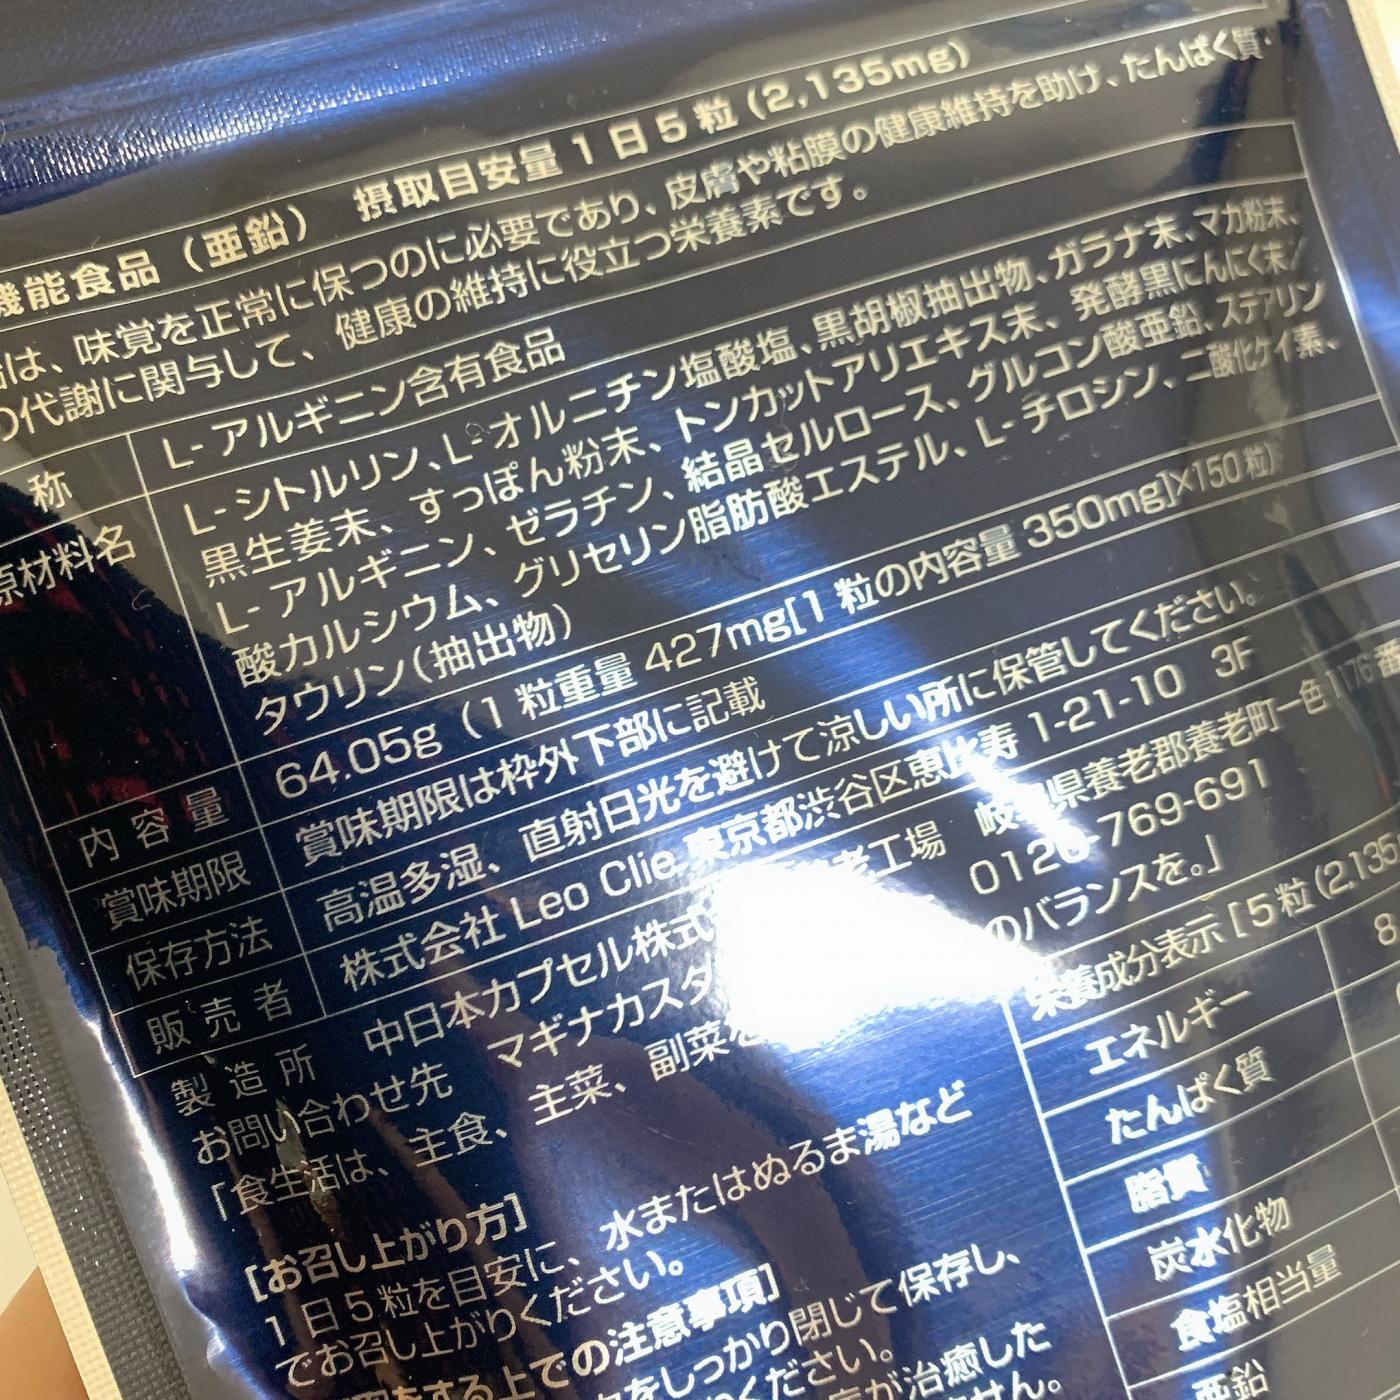 機能食品（亜鉛）　摂取目安量 1日5粒（2,135mg）
は、味覚を正常に保つのに必要であり、皮膚や粘膜の健康維持を助け、たんぱく質・
の代謝に関与して、健康の維持に役立つ栄養素です。
称　L-アルギニン含有食品
原材料名　L-シトルリン、L-オルニチン塩酸塩、黒胡椒抽出物、ガラナ末、マカ粉末、
黒生姜末、すっぽん粉末、トンカットアリエキス末、発酵黒にんにく末/
L-アルギニン、ゼラチン、結晶セルロース、グルコン酸亜鉛、ステアリン
酸カルシウム、グリセリン脂肪酸エステル、L-チロシン、二酸化ケイ素、
タウリン（抽出物）
内容量　64.05g（1粒重量 427mg[1粒の内容量 350mg]×150粒）
賞味期限　賞味期限は枠外下部に記載
保存方法　高温多湿、直射日光を避けて涼しい所に保管してください。
販売者　株式会社 Leo Clie 東京都渋谷区恵比寿 1-21-10　3F
製造所　中日本カプセル株式　老工場　岐　県養老郡養老町一色1176番
お問い合わせ先　マギナカスタ　0120-769-691
「食生活は、主食、主菜、副菜を　のバランスを。」
栄養成分表示［5粒（2,135
エネルギー　8
たんぱく質
脂質
炭水化物
食塩相当量
亜鉛
［お召し上がり方］
1日5粒を目安に、水またはぬるま湯など
でお召し上がりください。
する上での注意事項］
をしっかり閉じて保存し、
ください。
が治癒した
せん。